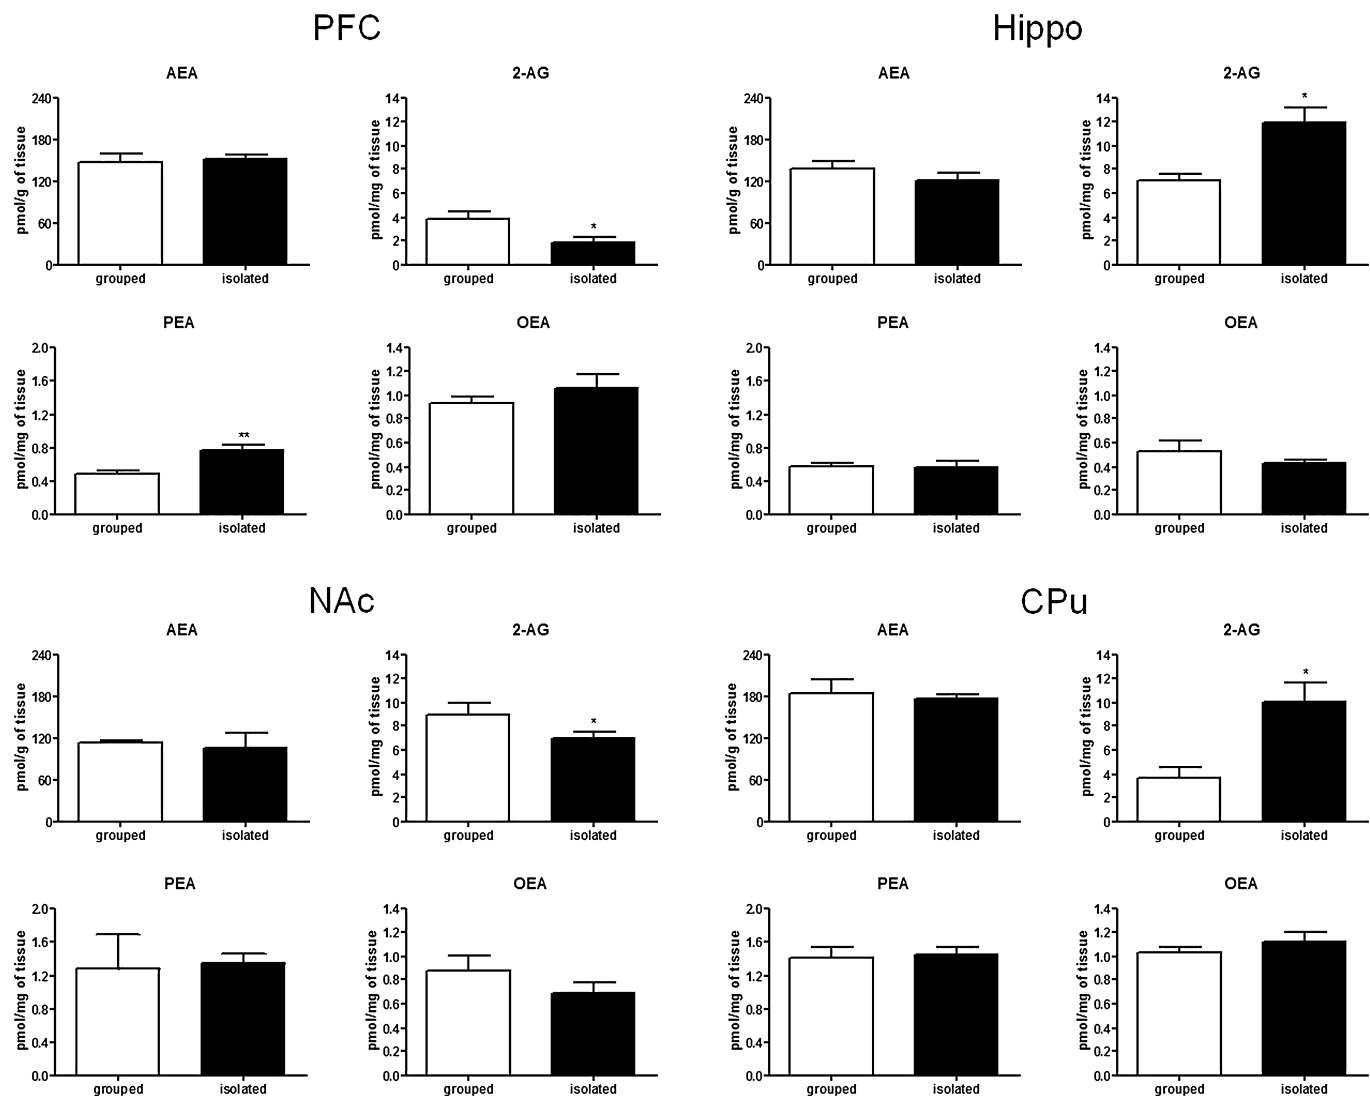 PFC
AEA
pmol/g of tissue
240
180
120
60
0
grouped
isolated
2-AG
pmol/mg of tissue
14
12
10
8
6
4
2
0
*
grouped
isolated
PEA
pmol/mg of tissue
2.0
1.6
1.2
0.8
0.4
0.0
**
grouped
isolated
OEA
pmol/mg of tissue
1.4
1.2
1.0
0.8
0.6
0.4
0.2
0.0
grouped
isolated
Hippo
AEA
pmol/g of tissue
240
180
120
60
0
grouped
isolated
2-AG
pmol/mg of tissue
14
12
10
8
6
4
2
0
*
grouped
isolated
PEA
pmol/mg of tissue
2.0
1.6
1.2
0.8
0.4
0.0
grouped
isolated
OEA
pmol/mg of tissue
1.4
1.2
1.0
0.8
0.6
0.4
0.2
0.0
grouped
isolated
NAc
AEA
pmol/g of tissue
240
180
120
60
0
grouped
isolated
2-AG
pmol/mg of tissue
14
12
10
8
6
4
2
0
*
grouped
isolated
PEA
pmol/mg of tissue
2.0
1.6
1.2
0.8
0.4
0.0
grouped
isolated
OEA
pmol/mg of tissue
1.4
1.2
1.0
0.8
0.6
0.4
0.2
0.0
grouped
isolated
CPu
AEA
pmol/g of tissue
240
180
120
60
0
grouped
isolated
2-AG
pmol/mg of tissue
14
12
10
8
6
4
2
0
*
grouped
isolated
PEA
pmol/mg of tissue
2.0
1.6
1.2
0.8
0.4
0.0
grouped
isolated
OEA
pmol/mg of tissue
1.4
1.2
1.0
0.8
0.6
0.4
0.2
0.0
grouped
isolated